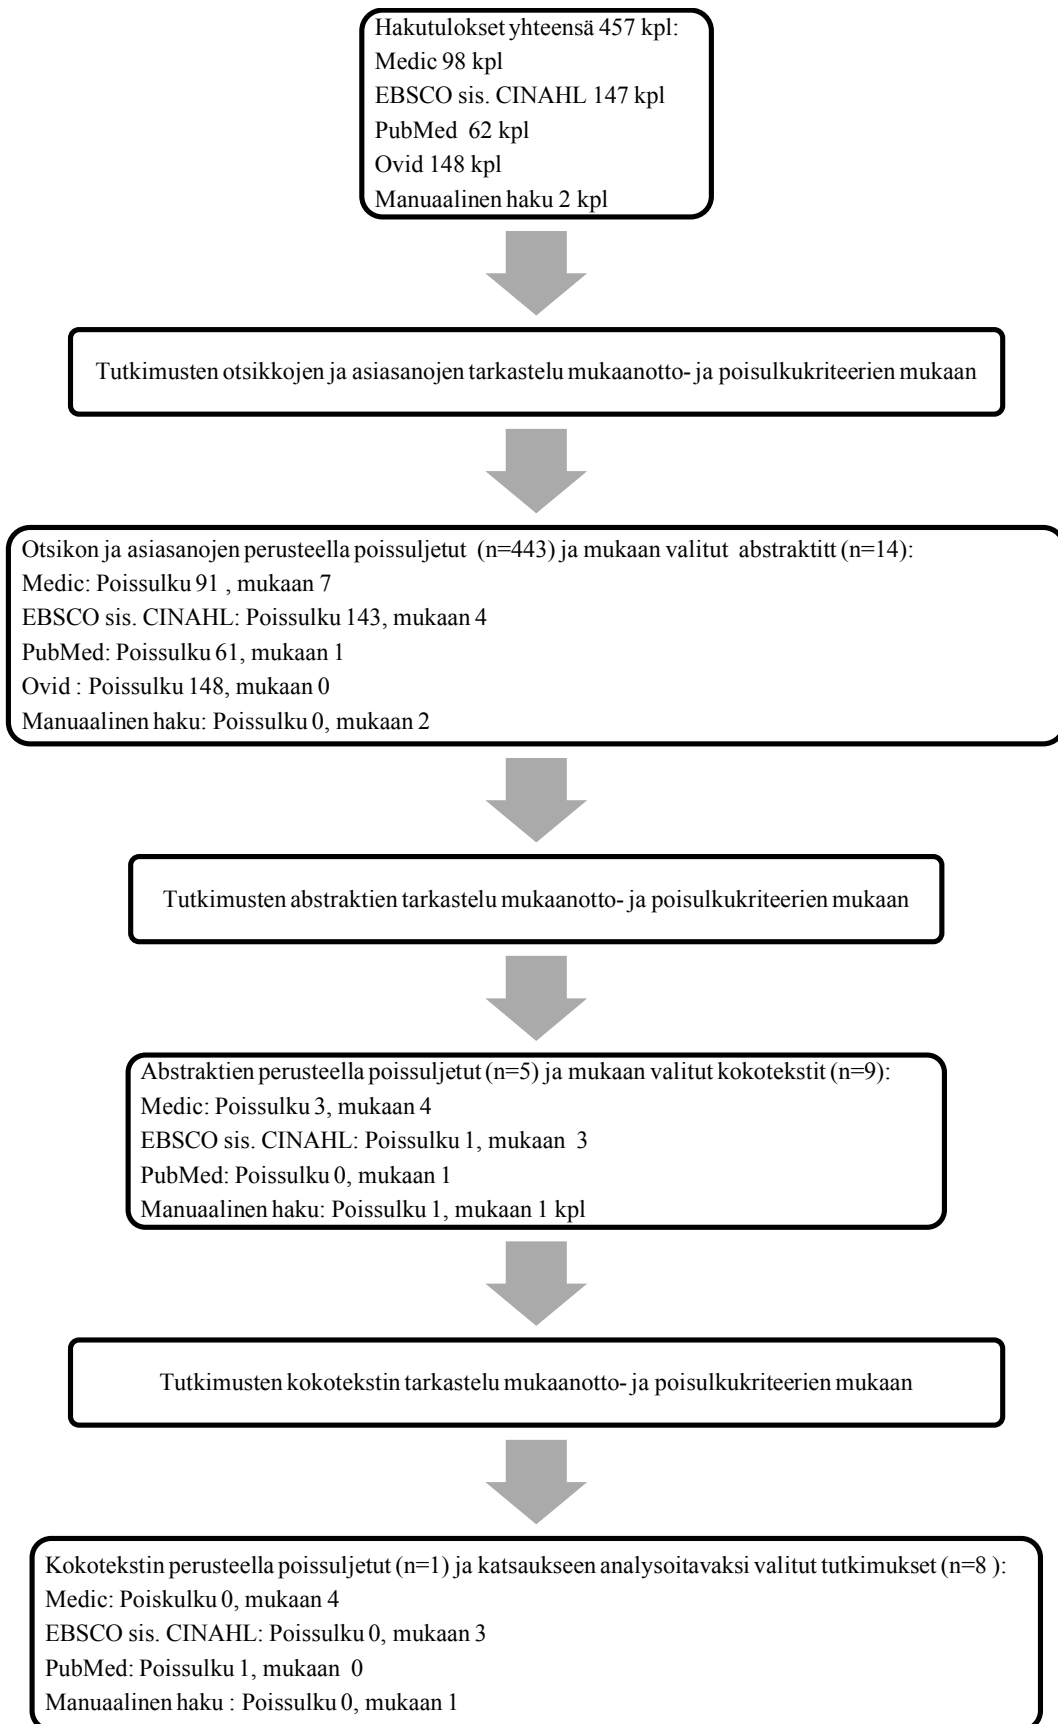 Hakutulokset yhteensä 457 kpl:
Medic 98 kpl
EBSCO sis. CINAHL 147 kpl
PubMed 62 kpl
Ovid 148 kpl
Manuaalinen haku 2 kpl
Tutkimusten otsikkojen ja asiasanojen tarkastelu mukaanotto- ja poisulkukriteerien mukaan
Otsikon ja asiasanojen perusteella poissuljetut (n=443) ja mukaan valitut abstraktitt (n=14):
Medic: Poissulku 91 , mukaan 7
EBSCO sis. CINAHL: Poissulku 143, mukaan 4
PubMed: Poissulku 61, mukaan 1
Ovid : Poissulku 148, mukaan 0
Manuaalinen haku: Poissulku 0, mukaan 2
Tutkimusten abstraktien tarkastelu mukaanotto- ja poisulkukriteerien mukaan
Abstraktien perusteella poissuljetut (n=5) ja mukaan valitut kokotekstit (n=9):
Medic: Poissulku 3, mukaan 4
EBSCO sis. CINAHL: Poissulku 1, mukaan 3
PubMed: Poissulku 0, mukaan 1
Manuaalinen haku: Poissulku 1, mukaan 1 kpl
Tutkimusten kokotekstin tarkastelu mukaanotto- ja poisulkukriteerien mukaan
Kokotekstin perusteella poissuljetut (n=1) ja katsaukseen analysoitavaksi valitut tutkimukset (n=8 ):
Medic: Poiskulku 0, mukaan 4
EBSCO sis. CINAHL: Poissulku 0, mukaan 3
PubMed: Poissulku 1, mukaan 0
Manuaalinen haku : Poissulku 0, mukaan 1